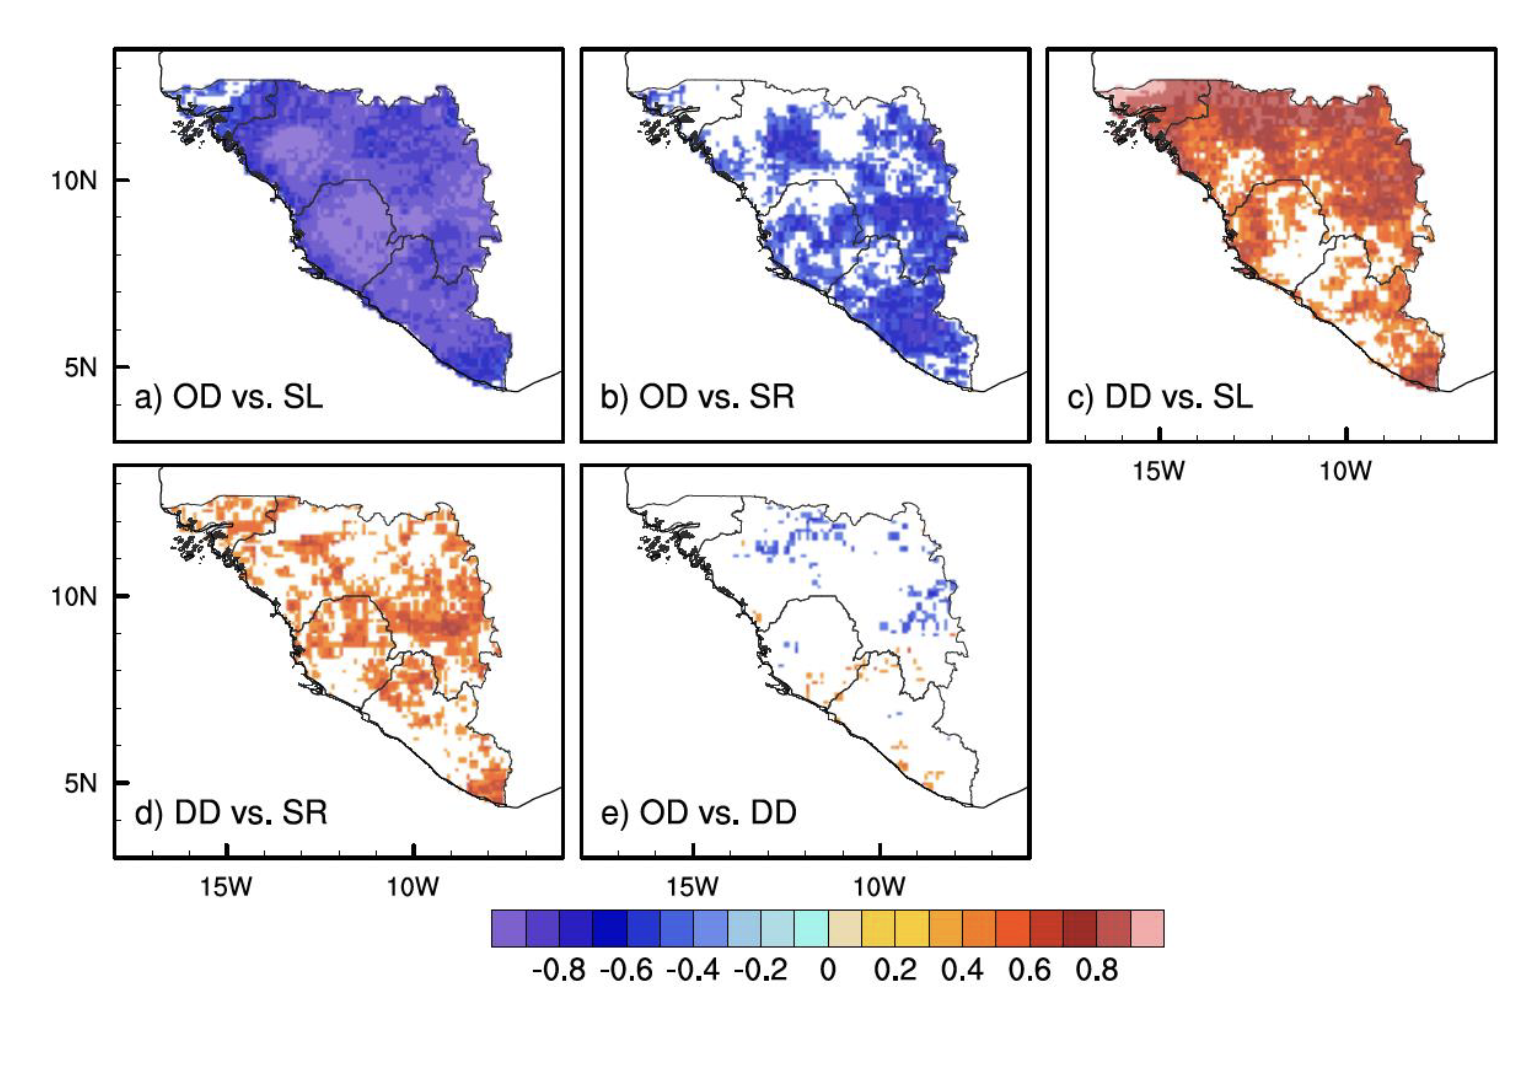 10N
5N
a) OD vs. SL
b) OD vs. SR
c) DD vs. SL
15W 10W
10N
5N
d) DD vs. SR
e) OD vs. DD
15W 10W
15W 10W
-0.8 -0.6 -0.4 -0.2 0 0.2 0.4 0.6 0.8